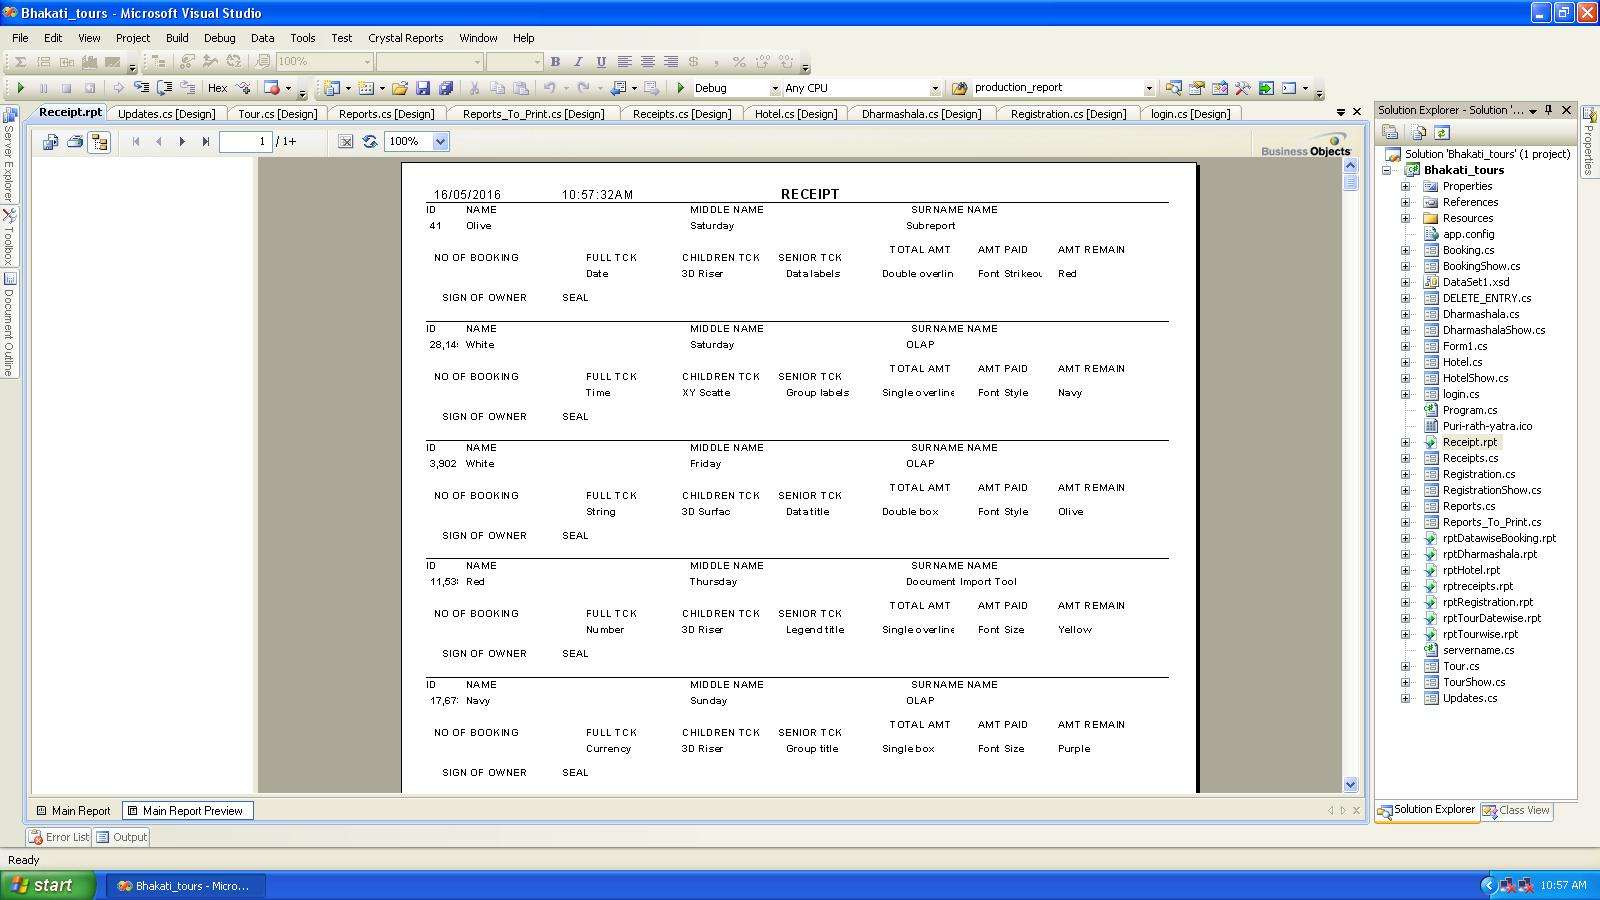 Bhakati_tours - Microsoft Visual Studio
File Edit View Project Build Debug Data Tools Test Crystal Reports Window Help
100% B I U
Hex Debug Any CPU production_report
Receipt.rpt Updates.cs [Design] Tour.cs [Design] Reports.cs [Design] Reports_To_Print.cs [Design] Receipts.cs [Design] Hotel.cs [Design] Dharmashala.cs [Design] Registration.cs [Design] login.cs [Design]
1 / 1+ 100% Business Objects
Server Explorer
Toolbox
Document Outline
16/05/2016 10:57:32AM RECEIPT
ID NAME MIDDLE NAME SURNAME NAME
41 Olive Saturday Subreport
TOTAL AMT AMT PAID AMT REMAIN
NO OF BOOKING FULL TCK CHILDREN TCK SENIOR TCK
Date 3D Riser Data labels Double overlin Font Strikeou Red
SIGN OF OWNER SEAL
ID NAME MIDDLE NAME SURNAME NAME
28,14 White Saturday OLAP
TOTAL AMT AMT PAID AMT REMAIN
NO OF BOOKING FULL TCK CHILDREN TCK SENIOR TCK
Time XY Scatte Group labels Single overline Font Style Navy
SIGN OF OWNER SEAL
ID NAME MIDDLE NAME SURNAME NAME
3,902 White Friday OLAP
TOTAL AMT AMT PAID AMT REMAIN
NO OF BOOKING FULL TCK CHILDREN TCK SENIOR TCK
String 3D Surfac Data title Double box Font Style Olive
SIGN OF OWNER SEAL
ID NAME MIDDLE NAME SURNAME NAME
11,53 Red Thursday Document Import Tool
TOTAL AMT AMT PAID AMT REMAIN
NO OF BOOKING FULL TCK CHILDREN TCK SENIOR TCK
Number 3D Riser Legend title Single overline Font Size Yellow
SIGN OF OWNER SEAL
ID NAME MIDDLE NAME SURNAME NAME
17,67 Navy Sunday OLAP
TOTAL AMT AMT PAID AMT REMAIN
NO OF BOOKING FULL TCK CHILDREN TCK SENIOR TCK
Currency 3D Riser Group title Single box Font Size Purple
SIGN OF OWNER SEAL
Main Report Main Report Preview
Solution Explorer - Solution '...
Properties
Solution 'Bhakati_tours' (1 project)
Bhakati_tours
Properties
References
Resources
app.config
Booking.cs
BookingShow.cs
DataSet1.xsd
DELETE_ENTRY.cs
Dharmashala.cs
DharmashalaShow.cs
Form1.cs
Hotel.cs
HotelShow.cs
login.cs
Program.cs
Puri-rath-yatra.ico
Receipt.rpt
Receipts.cs
Registration.cs
RegistrationShow.cs
Reports.cs
Reports_To_Print.cs
rptDatawiseBooking.rpt
rptDharmashala.rpt
rptHotel.rpt
rptreceipts.rpt
rptRegistration.rpt
rptTourDatewise.rpt
rptTourwise.rpt
servername.cs
Tour.cs
TourShow.cs
Updates.cs
Solution Explorer Class View
Error List Output
Ready
start Bhakati_tours - Micro... 10:57 AM